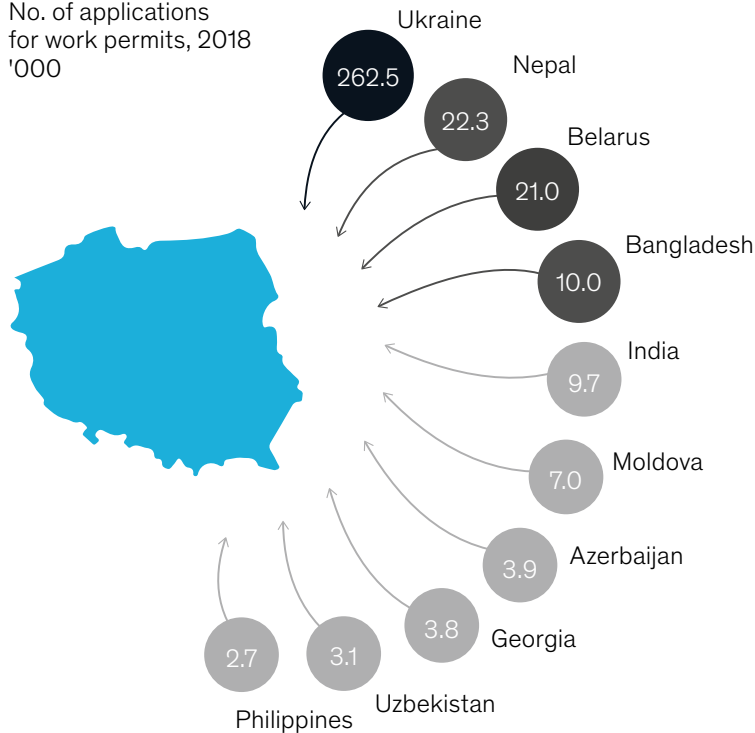 No. of applications
for work permits, 2018
'000
Ukraine
262.5
Nepal
22.3
Belarus
21.0
Bangladesh
10.0
India
9.7
Moldova
7.0
Azerbaijan
3.9
Georgia
3.8
Uzbekistan
3.1
Philippines
2.7